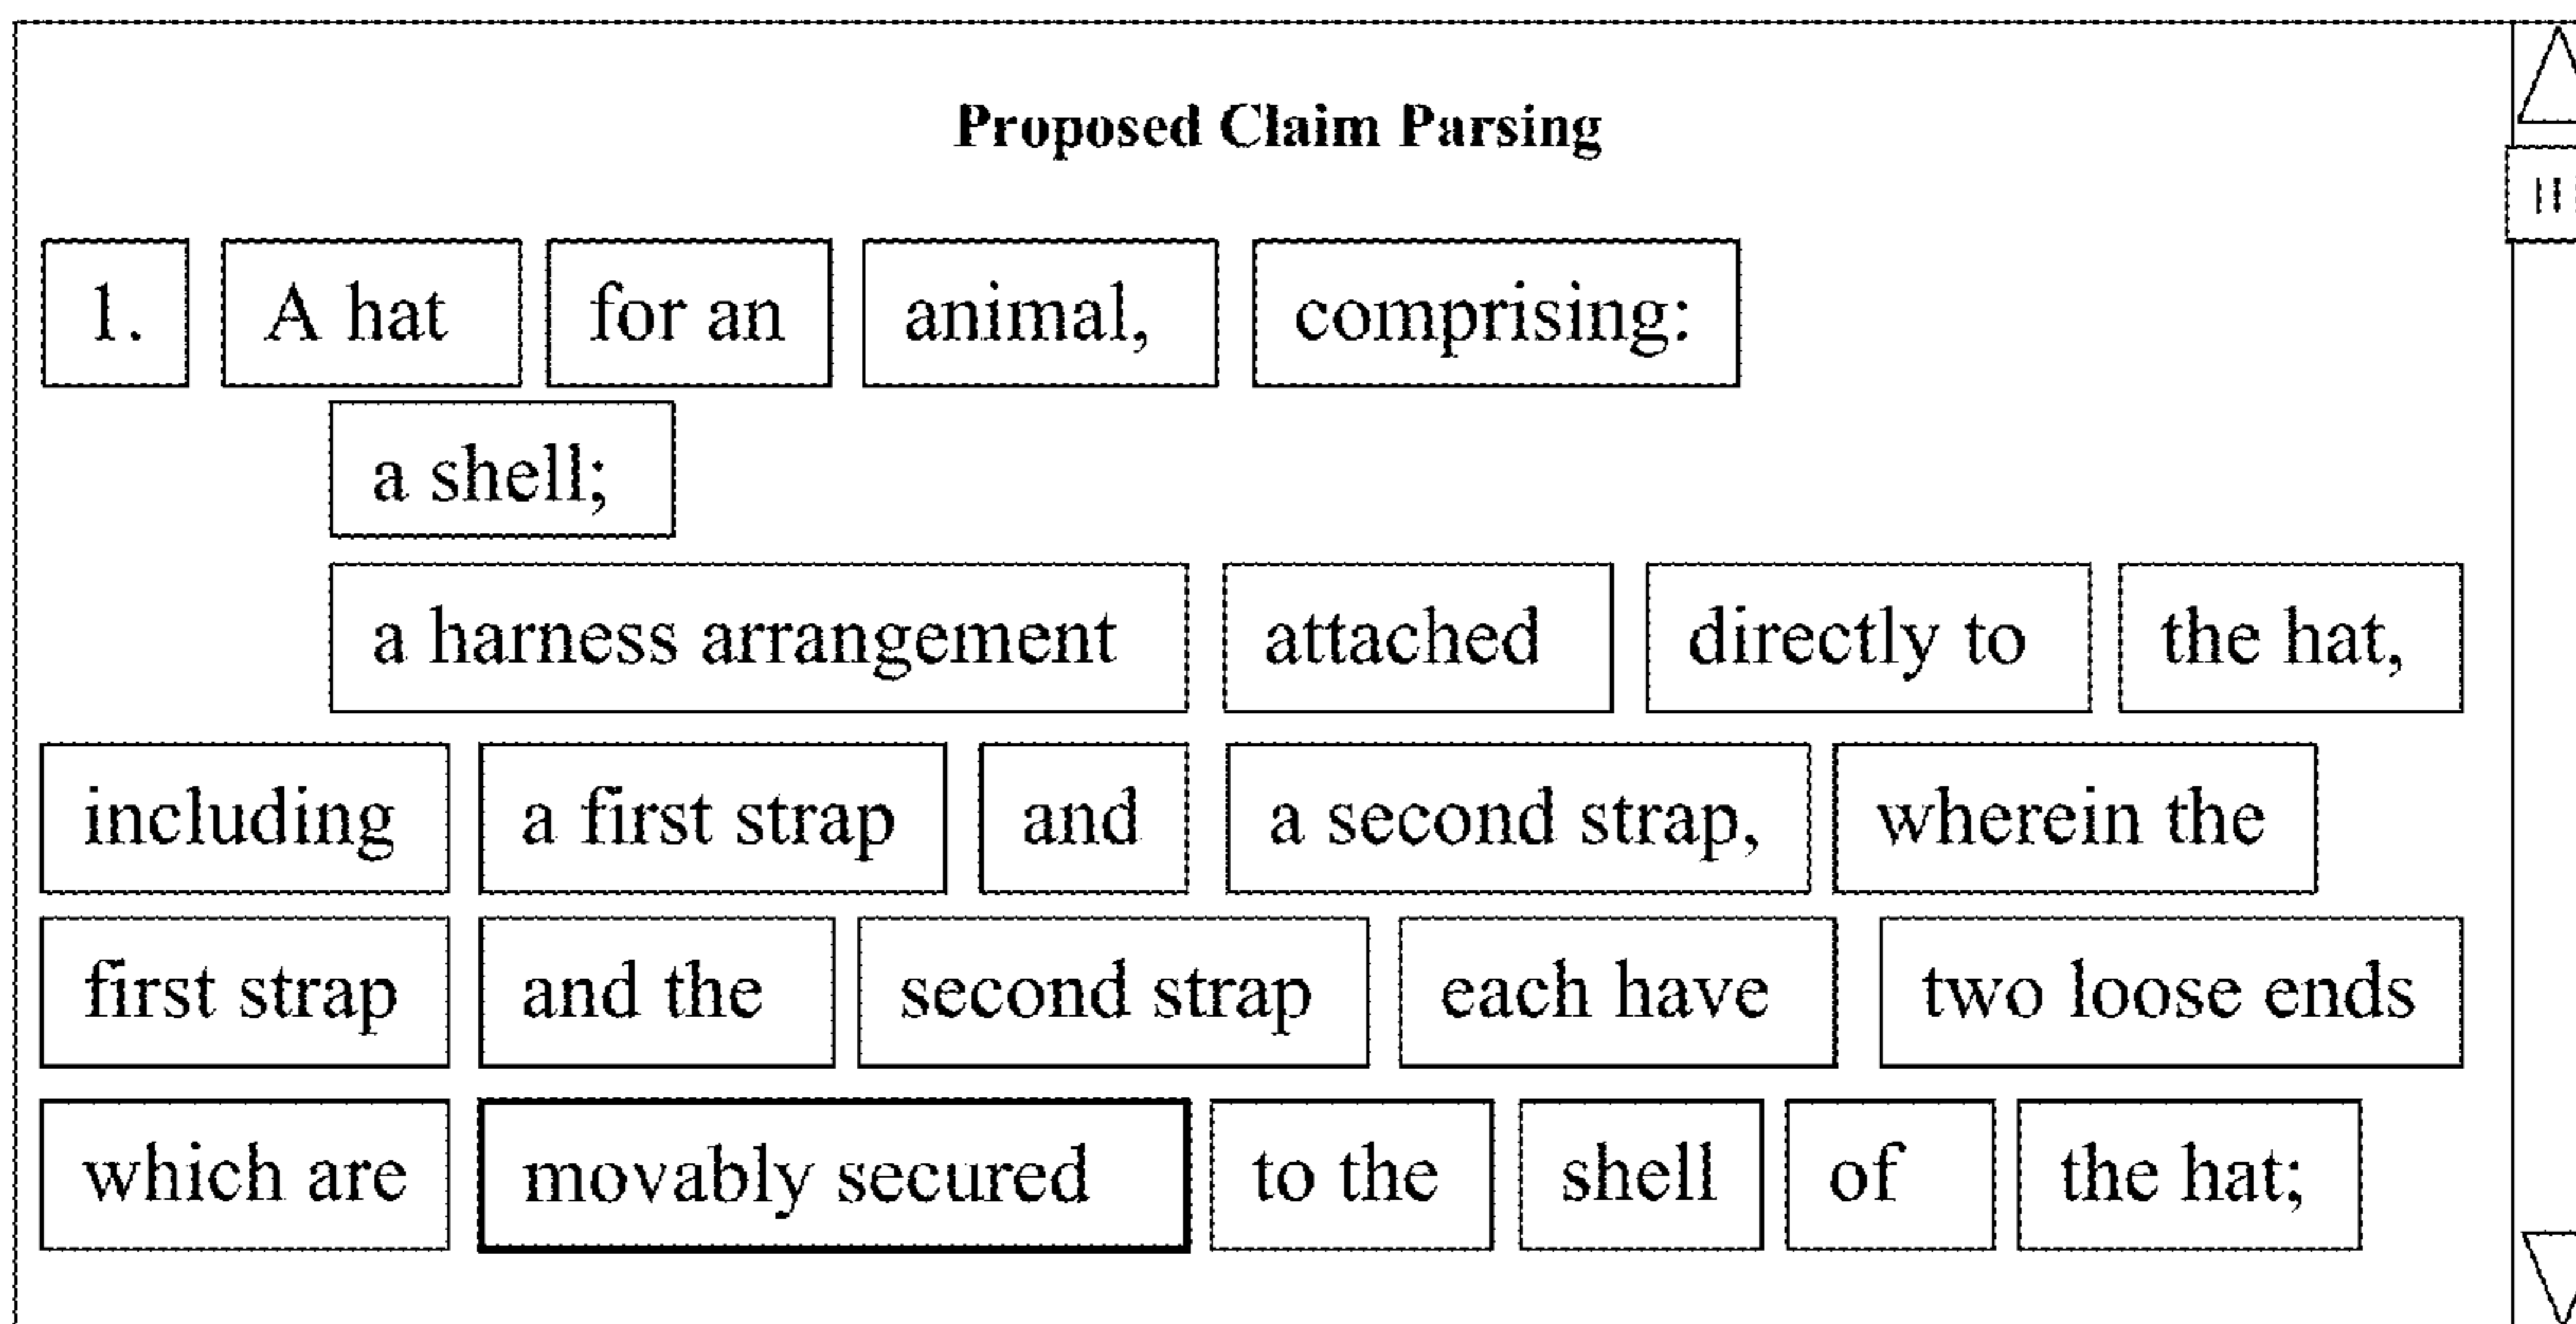 Proposed Claim Parsing
1. A hat for an animal, comprising:
a shell;
a harness arrangement attached directly to the hat,
including a first strap and a second strap, wherein the
first strap and the second strap each have two loose ends
which are movably secured to the shell of the hat;